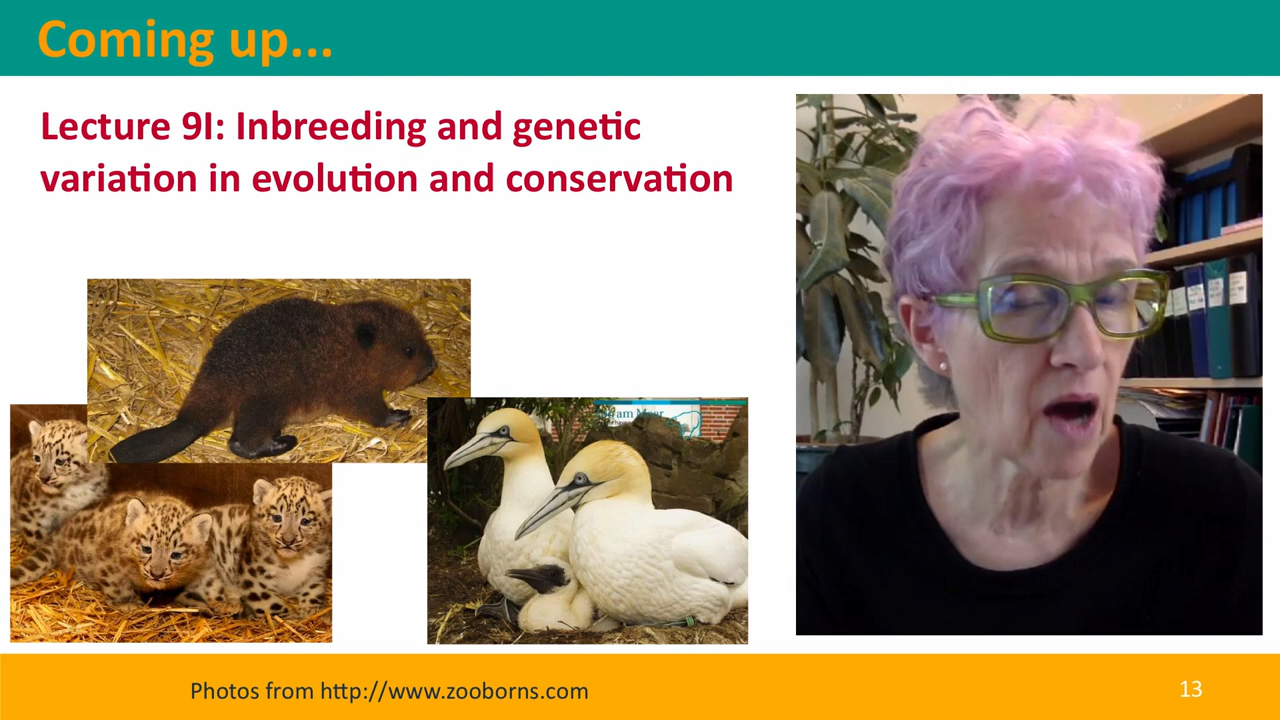 Coming up...
Lecture 9I: Inbreeding and genetic
variation in evolution and conservation
Photos from http://www.zooborns.com
13